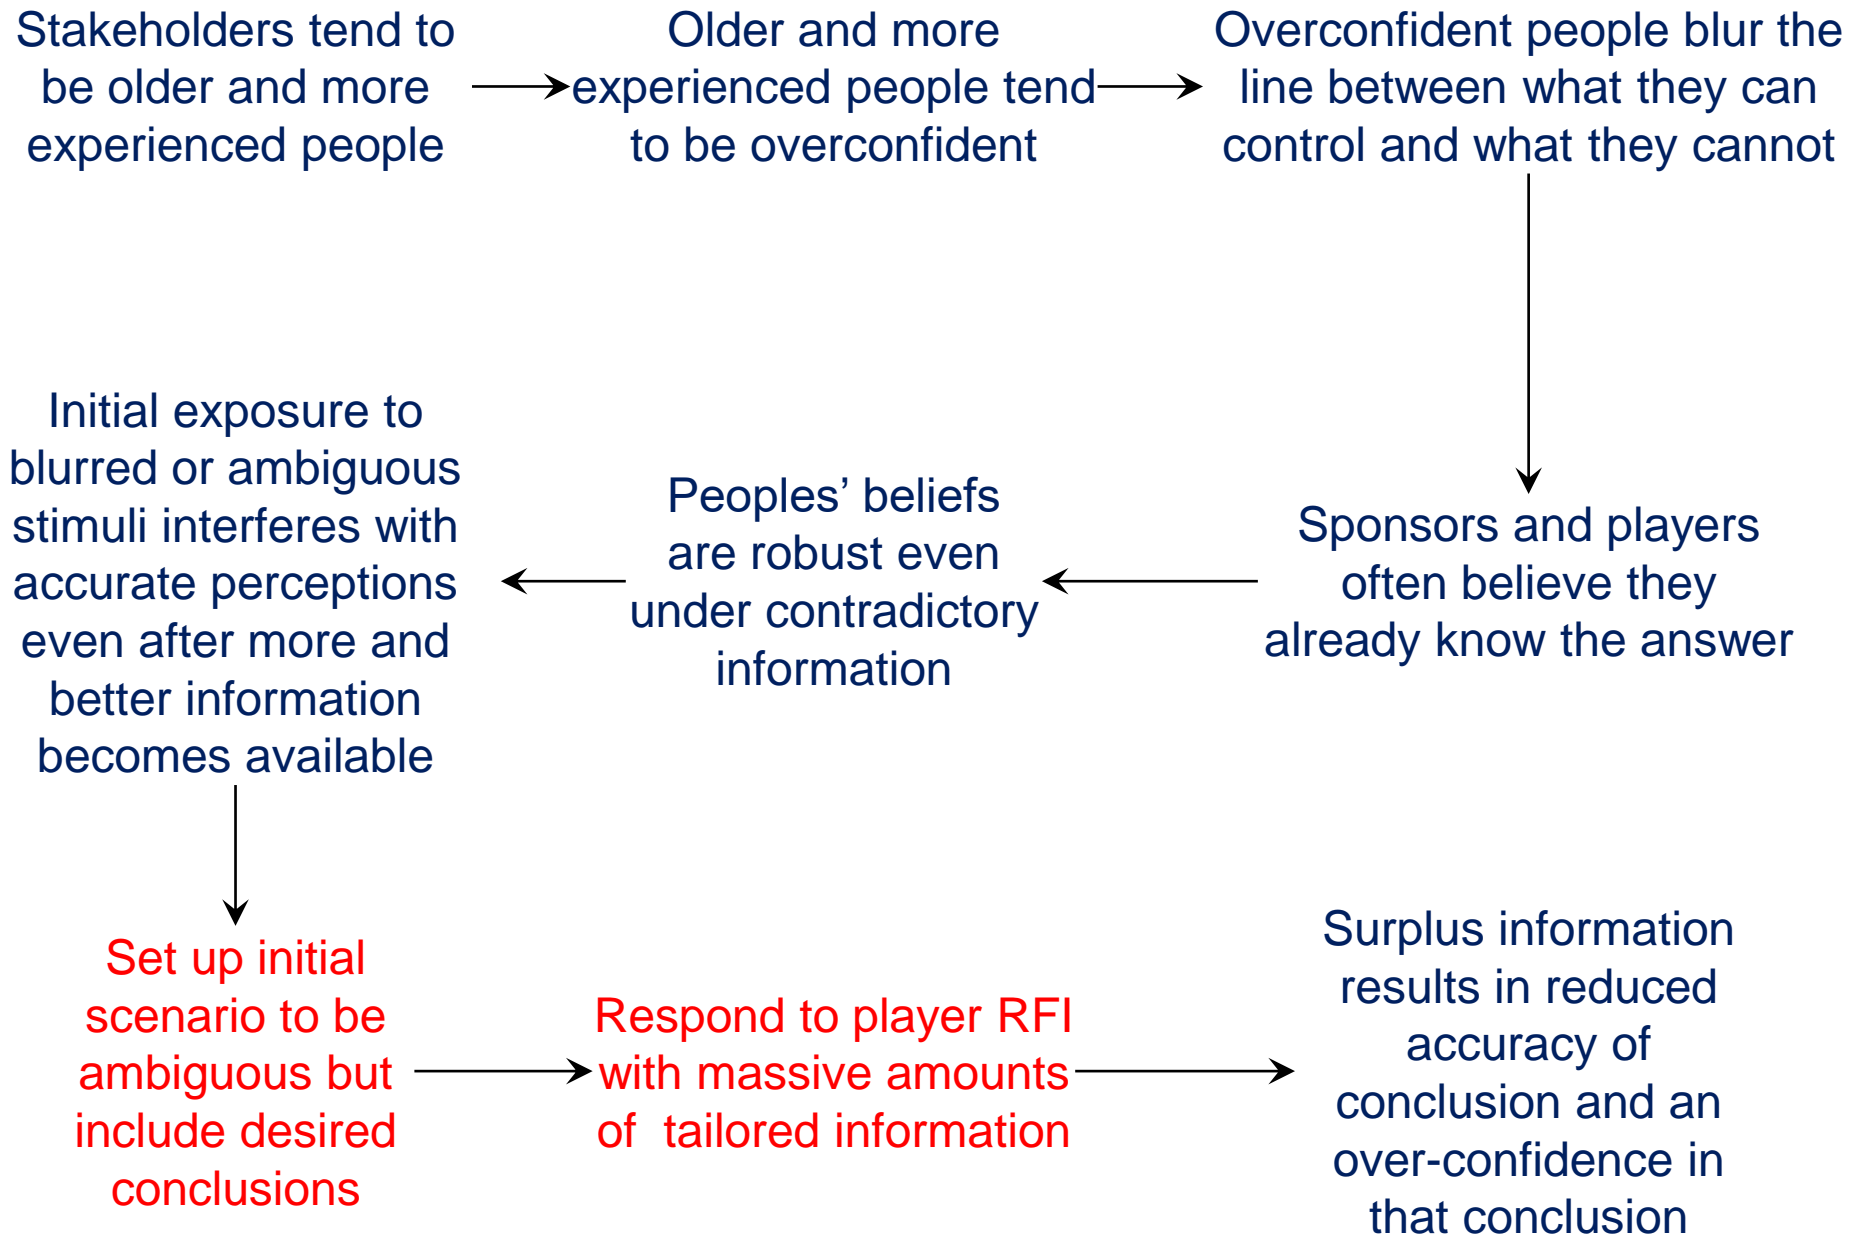 Stakeholders tend to
be older and more
experienced people
Older and more
experienced people tend
to be overconfident
Overconfident people blur the
line between what they can
control and what they cannot
Sponsors and players
often believe they
already know the answer
Peoples’ beliefs
are robust even
under contradictory
information
Initial exposure to
blurred or ambiguous
stimuli interferes with
accurate perceptions
even after more and
better information
becomes available
Set up initial
scenario to be
ambiguous but
include desired
conclusions
Respond to player RFI
with massive amounts
of  tailored information
Surplus information
results in reduced
accuracy of
conclusion and an
over-confidence in
that conclusion